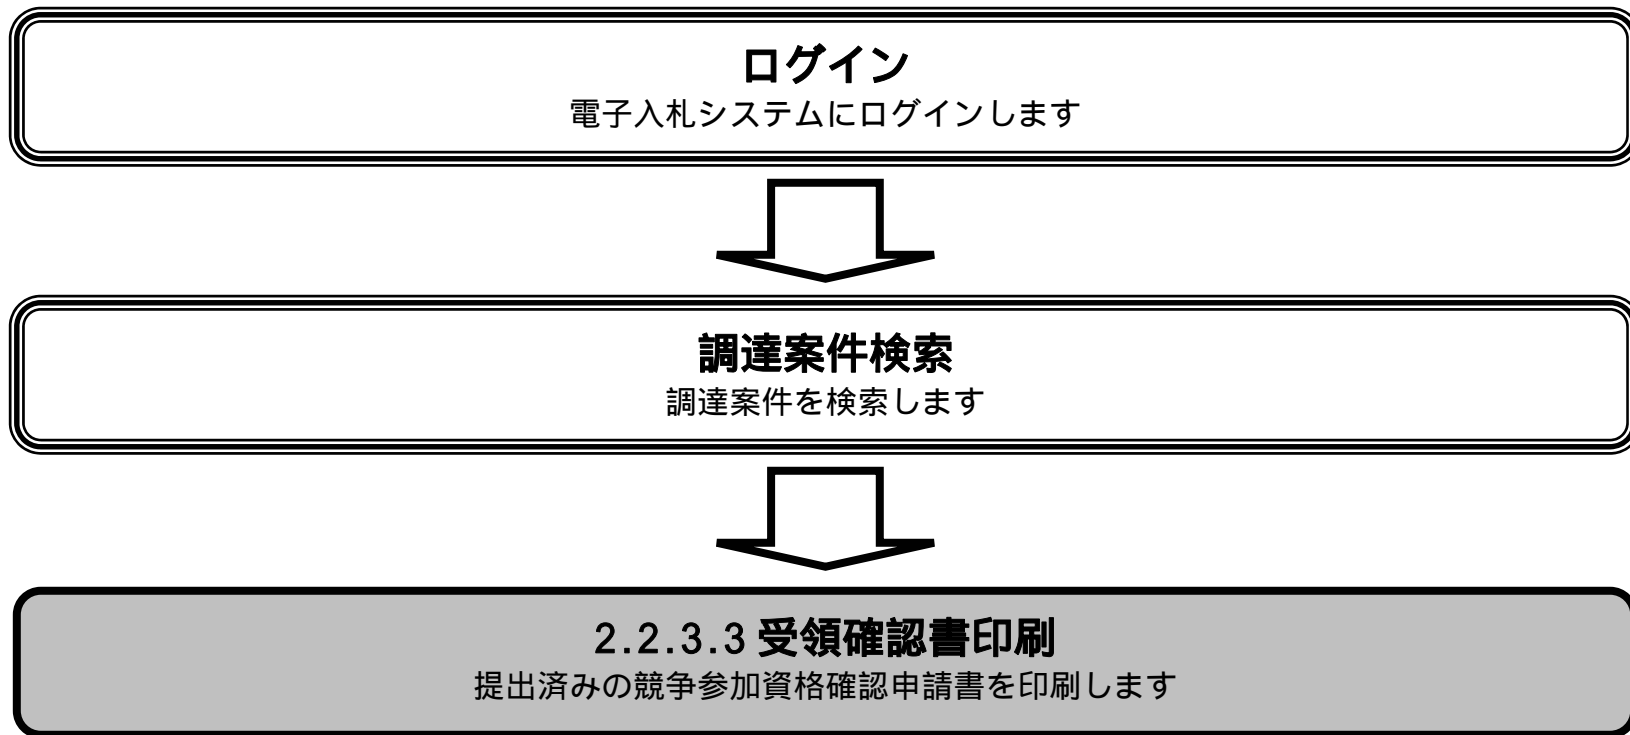 ログイン
電子入札システムにログインします
調達案件検索
調達案件を検索します
2.2.3.3 受領確認書印刷
提出済みの競争参加資格確認申請書を印刷します